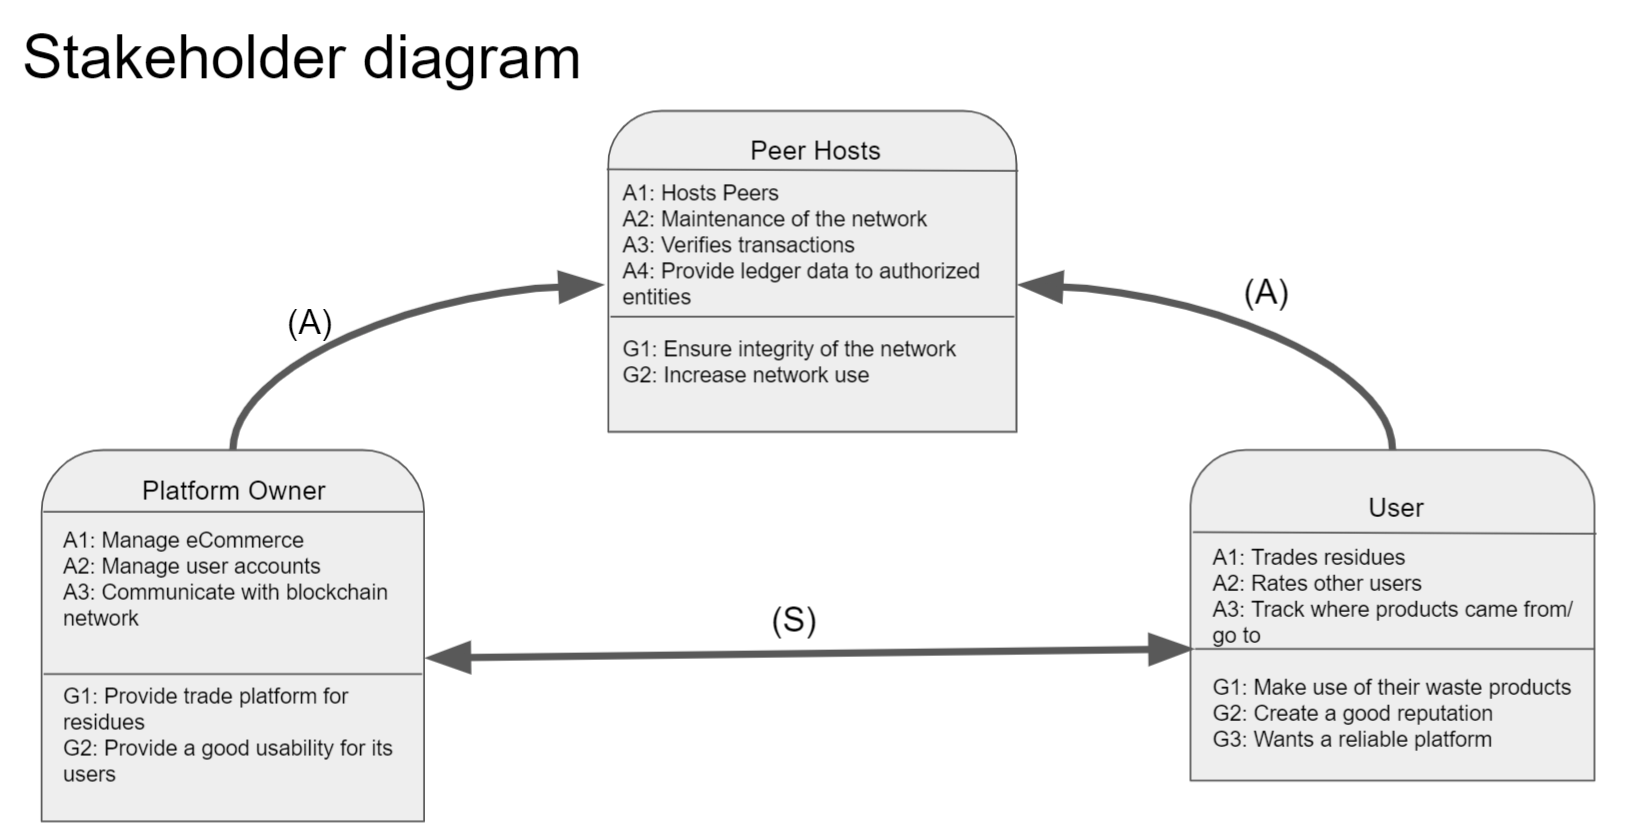 Stakeholder diagram
Peer Hosts
A1: Hosts Peers
A2: Maintenance of the network
A3: Verifies transactions
A4: Provide ledger data to authorized
entities
G1: Ensure integrity of the network
G2: Increase network use
(A)
(A)
Platform Owner
A1: Manage eCommerce
A2: Manage user accounts
A3: Communicate with blockchain
network
G1: Provide trade platform for
residues
G2: Provide a good usability for its
users
(S)
User
A1: Trades residues
A2: Rates other users
A3: Track where products came from/
go to
G1: Make use of their waste products
G2: Create a good reputation
G3: Wants a reliable platform